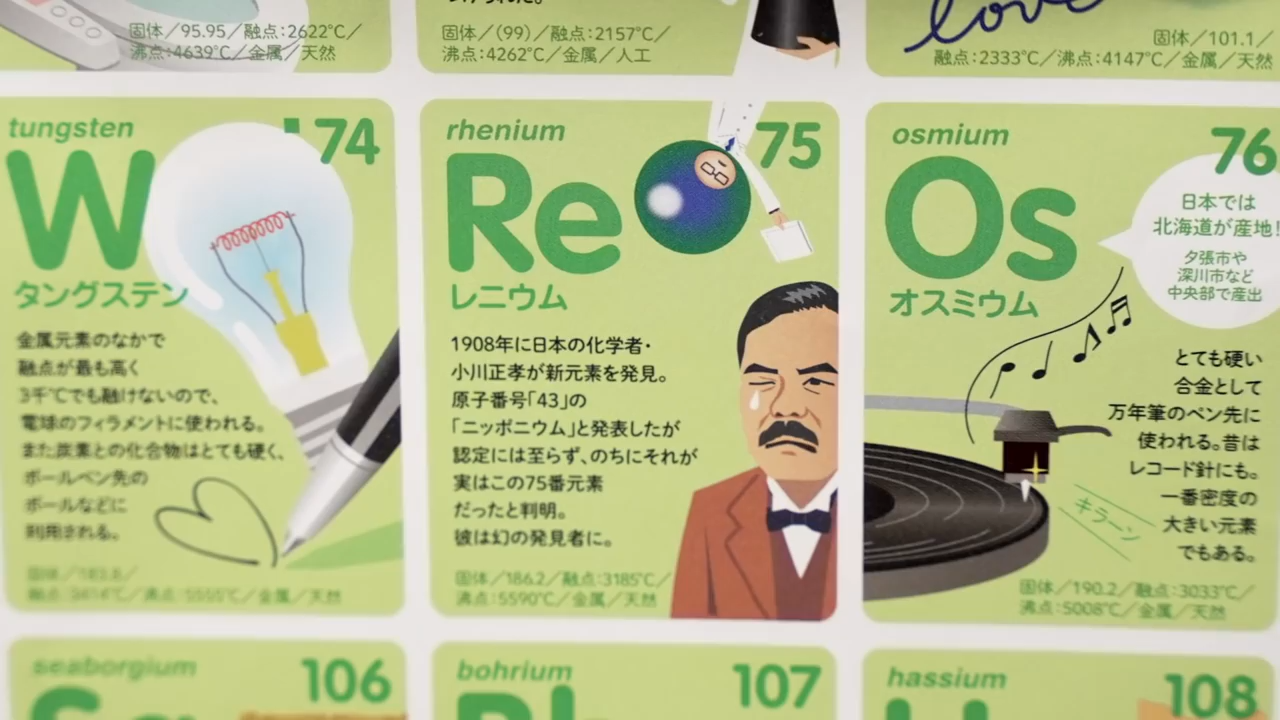 固体／95.95／融点：2622℃／
沸点：4639℃／金属／天然
固体／(99)／融点：2157℃／
沸点：4262℃／金属／人工
love
固体／101.1／
融点：2333℃／沸点：4147℃／金属／天然
tungsten
74
W
タングステン
金属元素のなかで
融点が最も高く
3千℃でも融けないので、
電球のフィラメントに使われる。
また炭素との化合物はとても硬く、
ボールペン先の
ボールなどに
利用される。
固体／183.8／
融点：3414℃／沸点：5555℃／金属／天然
rhenium
75
Re
レニウム
1908年に日本の化学者・
小川正孝が新元素を発見。
原子番号「43」の
「ニッポニウム」と発表したが
認定には至らず、のちにそれが
実はこの75番元素
だったと判明。
彼は幻の発見者に。
固体／186.2／融点：3185℃／
沸点：5590℃／金属／天然
osmium
76
Os
オスミウム
日本では
北海道が産地!
夕張市や
深川市など
中央部で産出
とても硬い
合金として
万年筆のペン先に
使われる。昔は
レコード針にも。
一番密度の
大きい元素
でもある。
キラーン
固体／190.2／融点：3033℃／
沸点：5008℃／金属／天然
seaborgium
106
bohrium
107
hassium
108